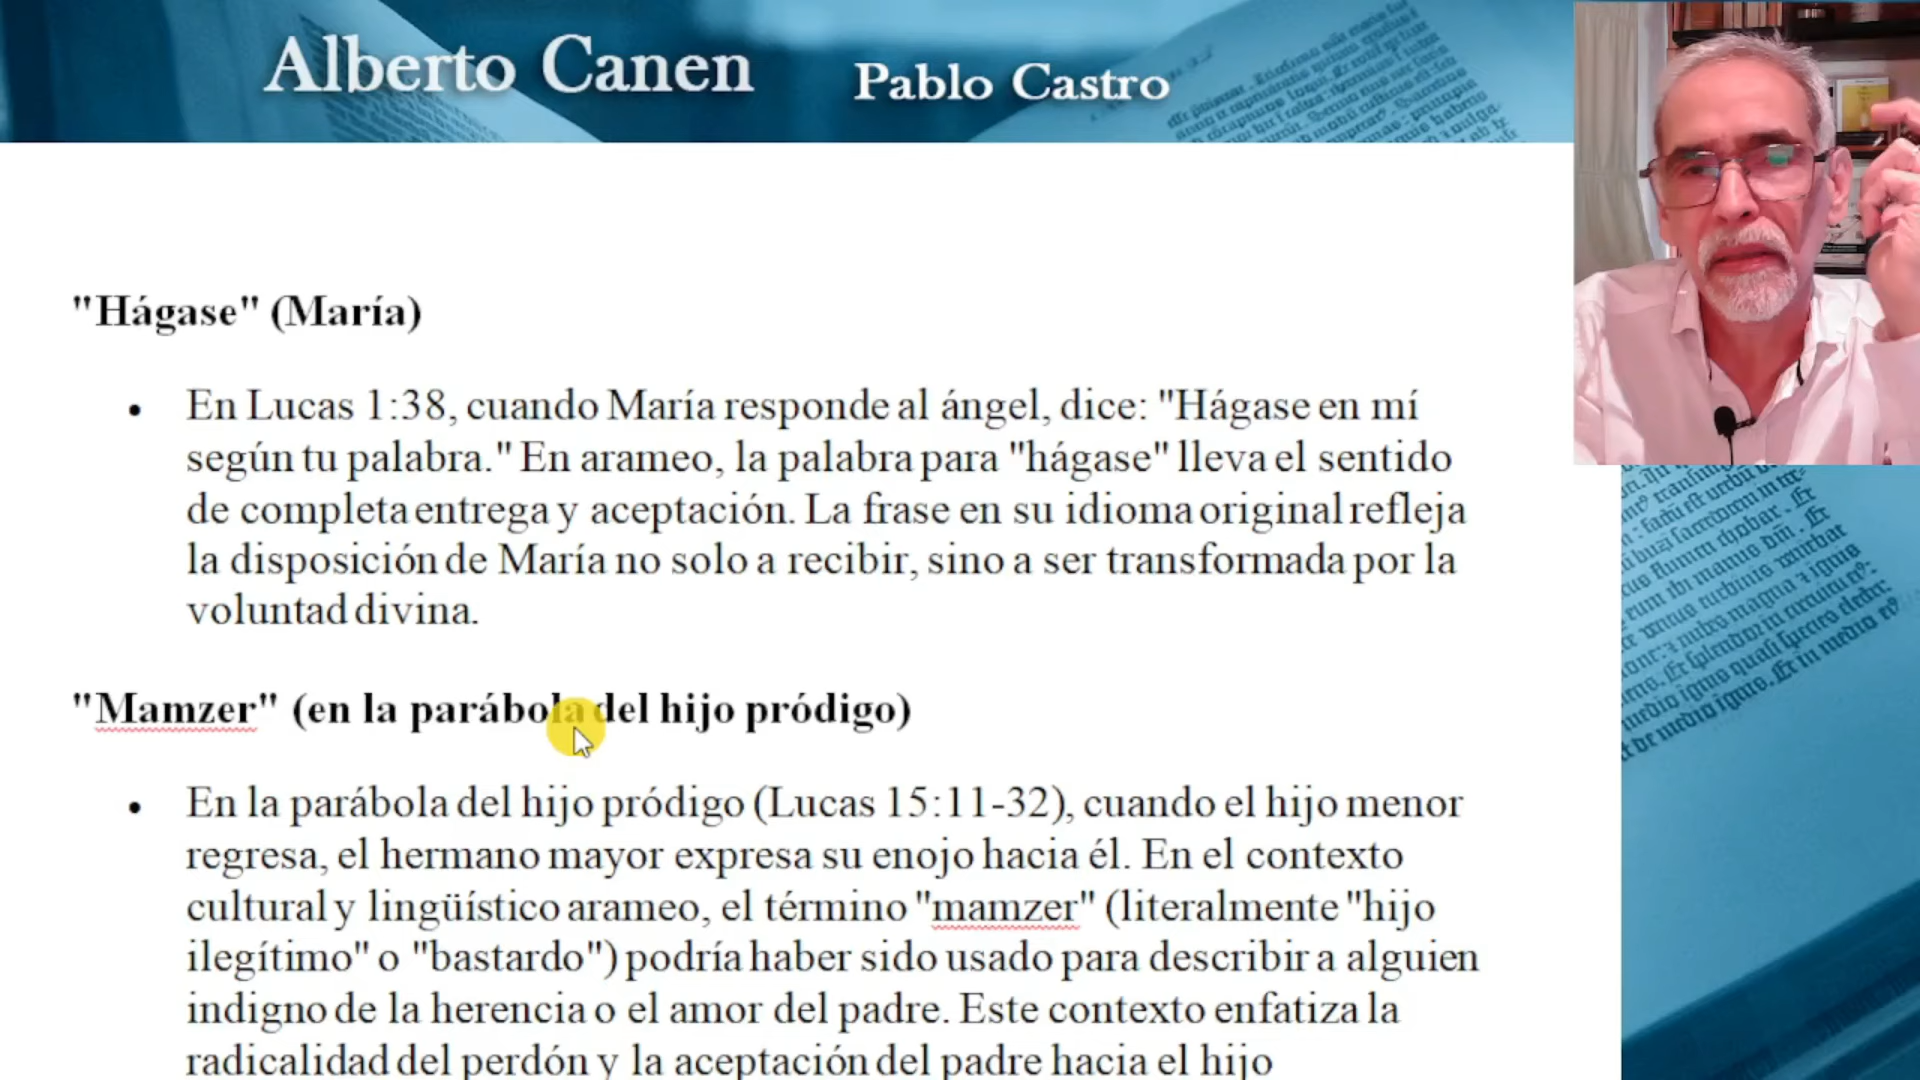 Alberto Canen
Pablo Castro
"Hágase" (María)
• En Lucas 1:38, cuando María responde al ángel, dice: "Hágase en mí
según tu palabra." En arameo, la palabra para "hágase" lleva el sentido
de completa entrega y aceptación. La frase en su idioma original refleja
la disposición de María no solo a recibir, sino a ser transformada por la
voluntad divina.
"Mamzer" (en la parábola del hijo pródigo)
• En la parábola del hijo pródigo (Lucas 15:11-32), cuando el hijo menor
regresa, el hermano mayor expresa su enojo hacia él. En el contexto
cultural y lingüístico arameo, el término "mamzer" (literalmente "hijo
ilegítimo" o "bastardo") podría haber sido usado para describir a alguien
indigno de la herencia o el amor del padre. Este contexto enfatiza la
radicalidad del perdón y la aceptación del padre hacia el hijo